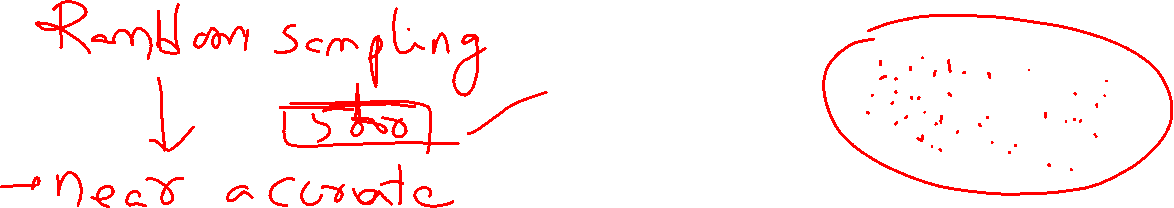 Random sampling
5000
→ near accurate